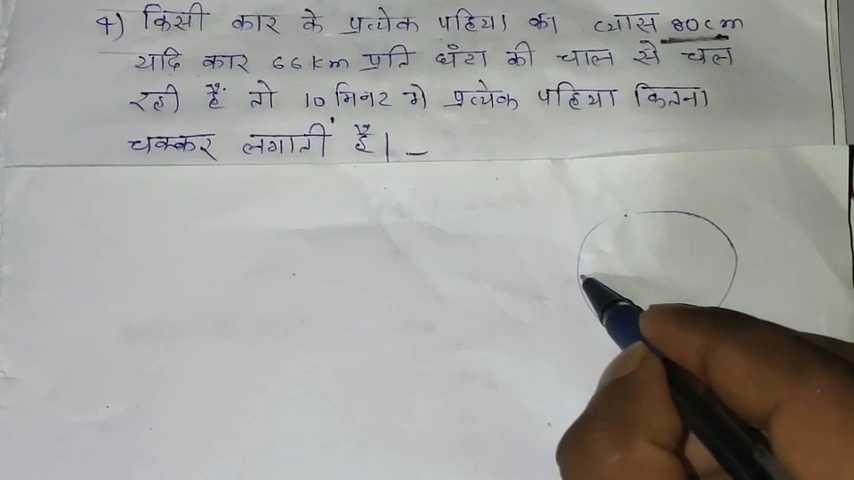 4) किसी कार के प्रत्येक पहिया का व्यास 80cm
यदि कार 66km प्रति घँटा की चाल से चल
रही हैं तो 10 मिनट मे प्रत्येक पहिया कितना
चक्कर लगाती है। _